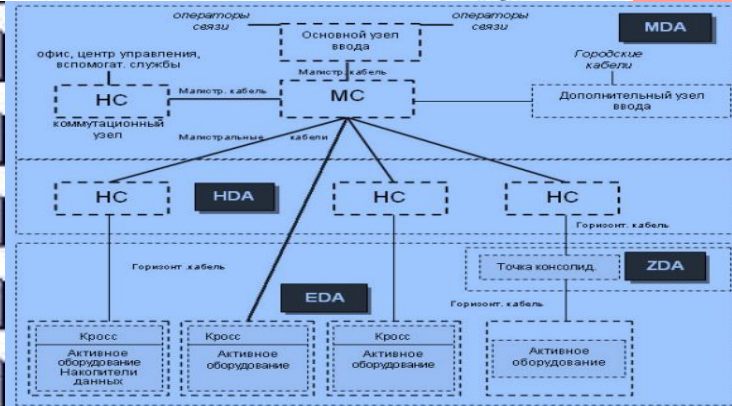 операторы
связи
операторы
связи
Основной узел
ввода
MDA
офис, центр управления,
вспомогат. службы
Городские
кабели
Магистр. кабель
НС
Магистр. кабель
МС
Дополнительный узел
ввода
коммутационный
узел
Магистральные кабели
НС
HDA
НС
НС
Горизонт. кабель
Горизонт .кабель
Точка консолид.
ZDA
EDA
Горизонт. кабель
Кросс
Активное
оборудование
Накопители
данных
Кросс
Активное
оборудование
Кросс
Активное
оборудование
Активное
оборудование